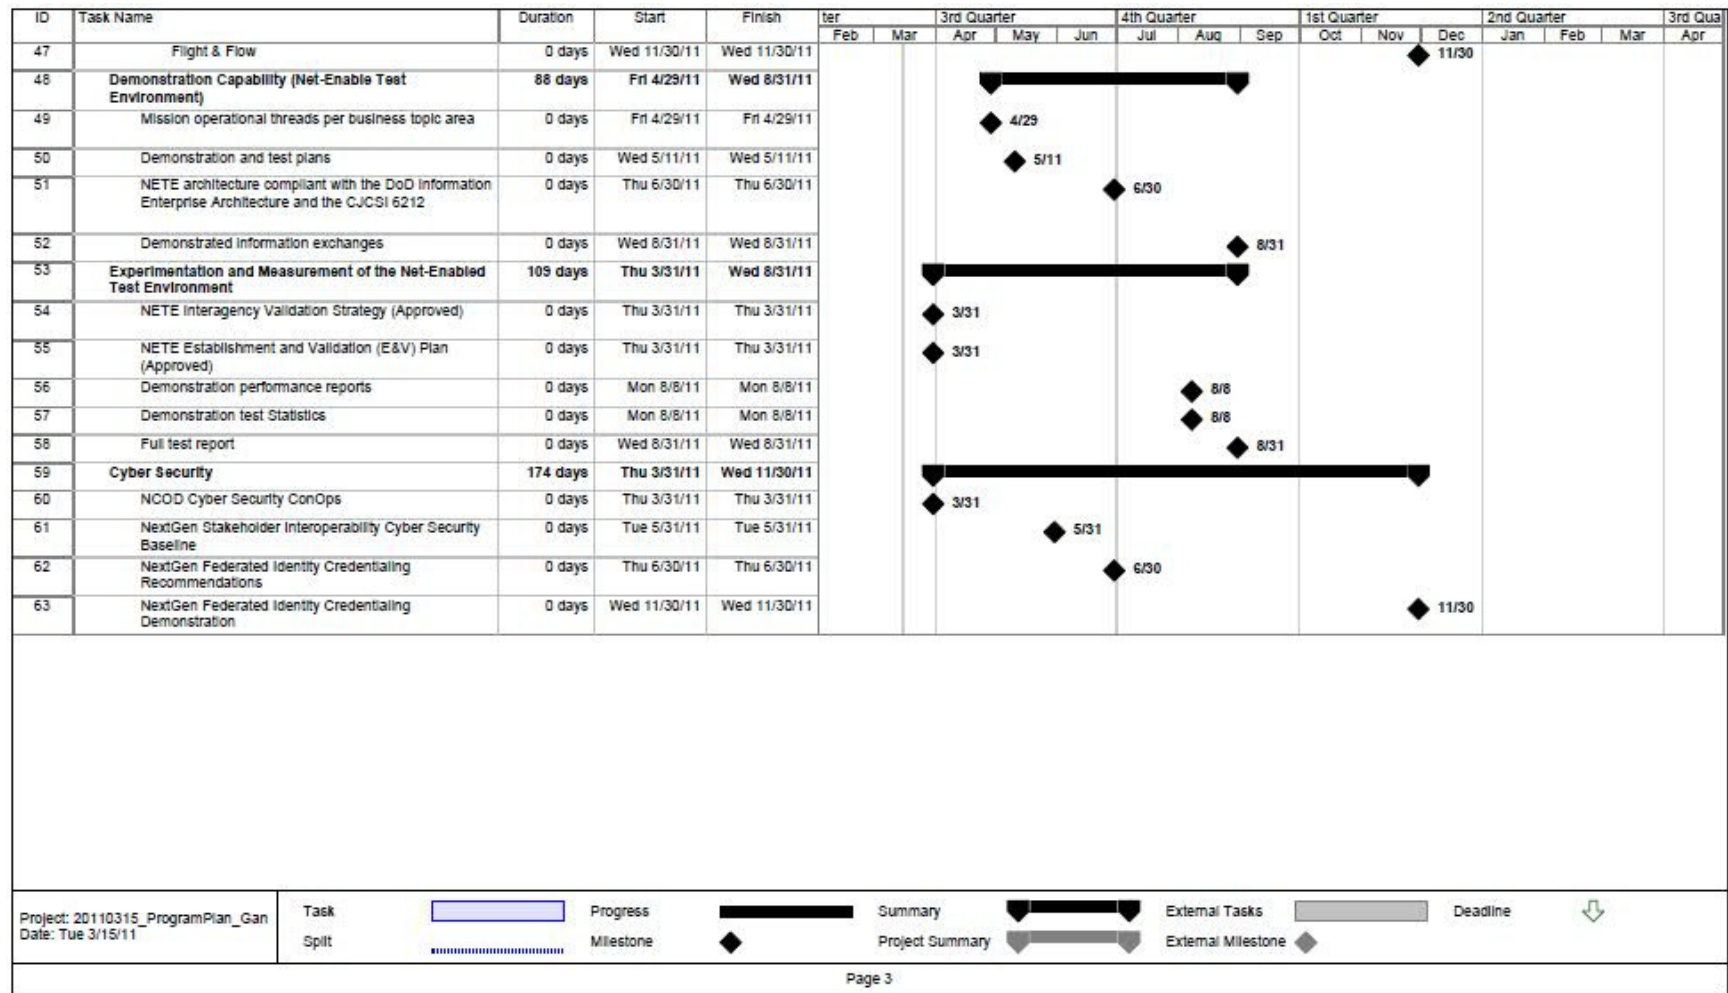 ID Task Name Duration Start Finish ter 3rd Quarter 4th Quarter 1st Quarter 2nd Quarter 3rd Qua
Feb Mar Apr May Jun Jul Aug Sep Oct Nov Dec Jan Feb Mar Apr
47 Flight & Flow 0 days Wed 11/30/11 Wed 11/30/11 11/30
48 Demonstration Capability (Net-Enable Test 88 days Fri 4/29/11 Wed 8/31/11
Environment)
49 Mission operational threads per business topic area 0 days Fri 4/29/11 Fri 4/29/11 4/29
50 Demonstration and test plans 0 days Wed 5/11/11 Wed 5/11/11 5/11
51 NETE architecture compliant with the DoD Information 0 days Thu 6/30/11 Thu 6/30/11 6/30
Enterprise Architecture and the CJCSI 6212
52 Demonstrated information exchanges 0 days Wed 8/31/11 Wed 8/31/11 8/31
53 Experimentation and Measurement of the Net-Enabled 109 days Thu 3/31/11 Wed 8/31/11
Test Environment
54 NETE Interagency Validation Strategy (Approved) 0 days Thu 3/31/11 Thu 3/31/11 3/31
55 NETE Establishment and Validation (E&V) Plan 0 days Thu 3/31/11 Thu 3/31/11 3/31
(Approved)
56 Demonstration performance reports 0 days Mon 8/8/11 Mon 8/8/11 8/8
57 Demonstration test Statistics 0 days Mon 8/8/11 Mon 8/8/11 8/8
58 Full test report 0 days Wed 8/31/11 Wed 8/31/11 8/31
59 Cyber Security 174 days Thu 3/31/11 Wed 11/30/11
60 NCOD Cyber Security ConOps 0 days Thu 3/31/11 Thu 3/31/11 3/31
61 NextGen Stakeholder Interoperability Cyber Security 0 days Tue 5/31/11 Tue 5/31/11 5/31
Baseline
62 NextGen Federated Identity Credentialing 0 days Thu 6/30/11 Thu 6/30/11 6/30
Recommendations
63 NextGen Federated Identity Credentialing 0 days Wed 11/30/11 Wed 11/30/11 11/30
Demonstration
Project: 20110315_ProgramPlan_Gan
Date: Tue 3/15/11
Task Progress Summary External Tasks Deadline
Split Milestone Project Summary External Milestone
Page 3